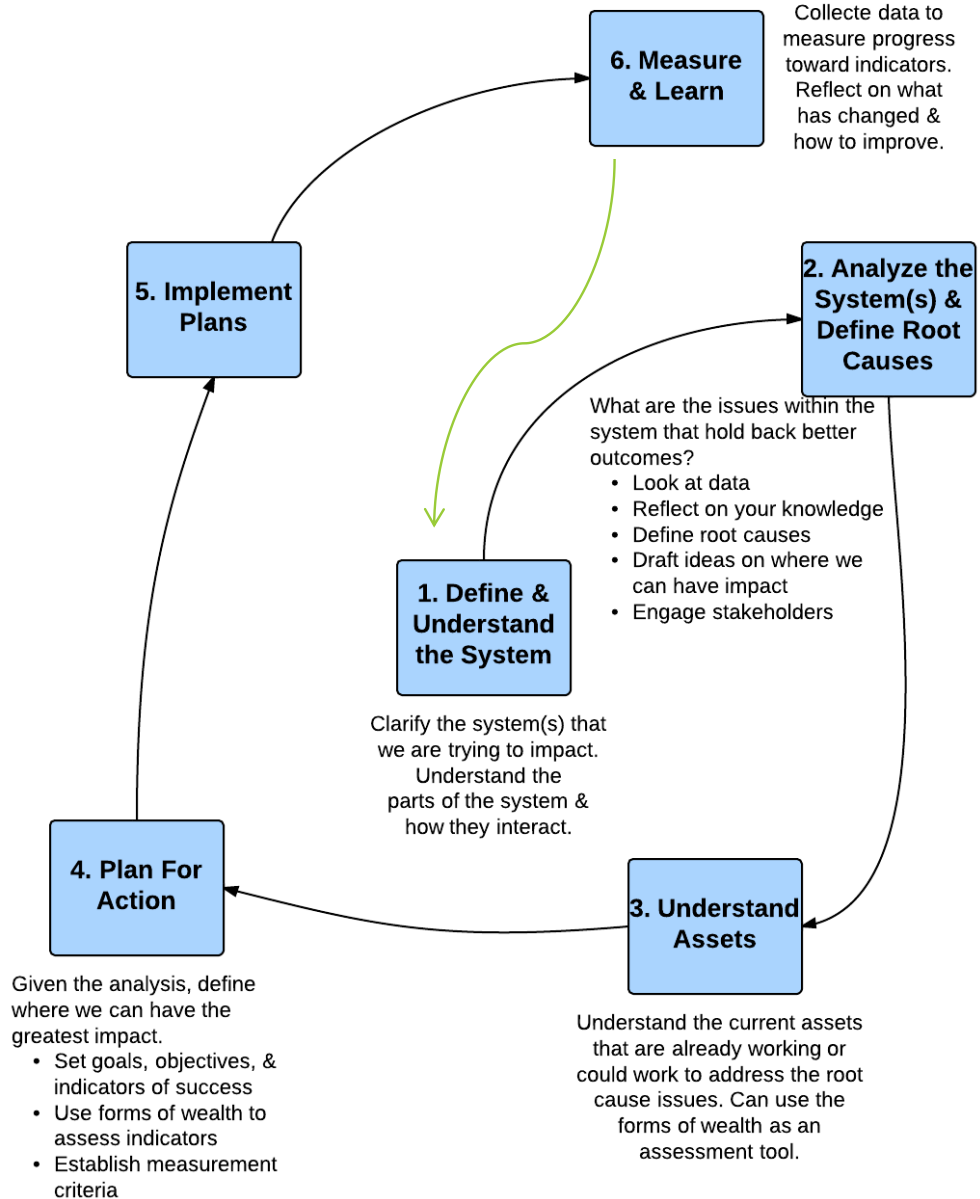 6. Measure
& Learn
Collecte data to
measure progress
toward indicators.
Reflect on what
has changed &
how to improve.
5. Implement
Plans
2. Analyze the
System(s) &
Define Root
Causes
What are the issues within the
system that hold back better
outcomes?
• Look at data
• Reflect on your knowledge
• Define root causes
• Draft ideas on where we
can have impact
• Engage stakeholders
1. Define &
Understand
the System
Clarify the system(s) that
we are trying to impact.
Understand the
parts of the system &
how they interact.
4. Plan For
Action
Given the analysis, define
where we can have the
greatest impact.
• Set goals, objectives, &
indicators of success
• Use forms of wealth to
assess indicators
• Establish measurement
criteria
3. Understand
Assets
Understand the current assets
that are already working or
could work to address the root
cause issues. Can use the
forms of wealth as an
assessment tool.